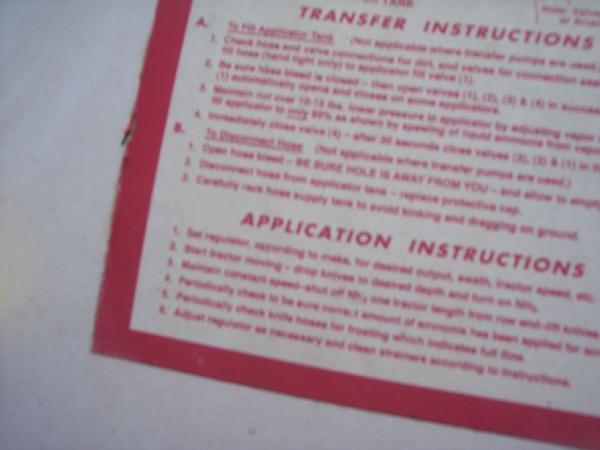 TANK
TRANSFER INSTRUCTIONS
A. To Fill Applicator Tank (Not applicable where transfer pumps are used
1. Check hose and valve connections for dirt, and valves for connection
fill hose (hand tight only) to applicator fill valve (1).
2. Be sure hose bleed is closed – then open valves (1), (2), (3) & (4) in
(1) automatically opens and closes on some applicators.
3. Maintain not over 10-15 lbs. lower pressure in applicator by adjusting vapor
fill applicator to only 85% as shown by spewing of liquid ammonia from
4. Immediately close valve (4) – after 30 seconds close valves (3), (2) & (1) in
B. To Disconnect Hose (Not applicable where transfer pumps are used.)
1. Open hose bleed – BE SURE HOLE IS AWAY FROM YOU – and allow to
2. Disconnect hose from applicator tank – replace protective cap.
3. Carefully rack hose supply tank to avoid kinking and dragging on ground.
APPLICATION INSTRUCTIONS
1. Set regulator, according to make, for desired output, swath, tractor speed, etc.
2. Start tractor moving – drop knives to desired depth and turn on NH₃.
3. Maintain constant speed–shut off NH₃ one tractor length from row end–lift knives
4. Periodically check to be sure correct amount of ammonia has been applied for
5. Periodically check knife hoses for frosting which indicates full flow.
6. Adjust regulator as necessary and clean strainers according to instructions.